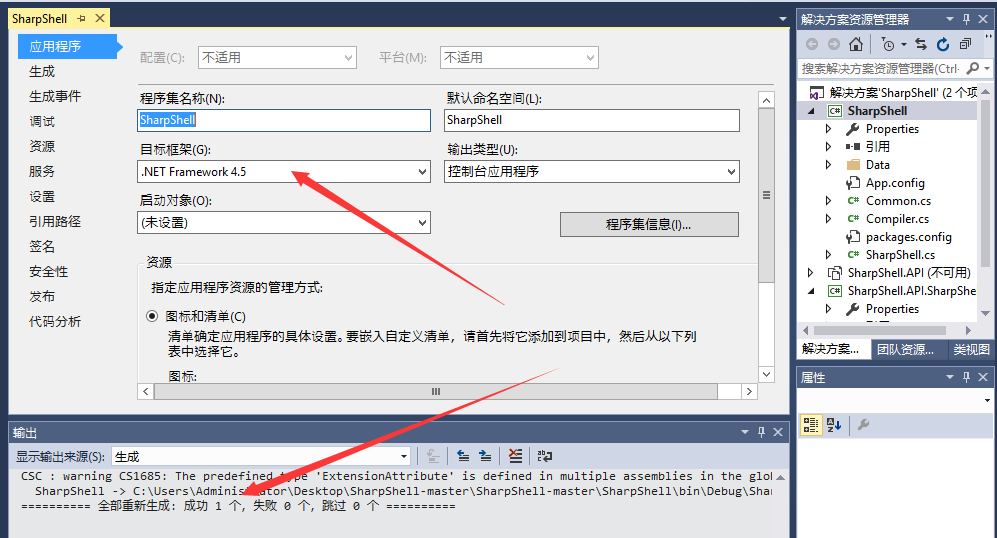 SharpShell
应用程序
生成
生成事件
调试
资源
服务
设置
引用路径
签名
安全性
发布
代码分析
配置(C): 不适用 平台(M): 不适用
程序集名称(N): 默认命名空间(L):
SharpShell SharpShell
目标框架(G): 输出类型(U):
.NET Framework 4.5 控制台应用程序
启动对象(O):
(未设置) 程序集信息(I)...
资源
指定应用程序资源的管理方式:
图标和清单(C)
清单确定应用程序的具体设置。要嵌入自定义清单，请首先将它添加到项目中，然后从以下列
表中选择它。
图标:
输出
显示输出来源(S): 生成
CSC : warning CS1685: The predefined type 'ExtensionAttribute' is defined in multiple assemblies in the glo
SharpShell -> C:\Users\Administrator\Desktop\SharpShell-master\SharpShell-master\SharpShell\bin\Debug\Sha
========== 全部重新生成: 成功 1 个，失败 0 个，跳过 0 个 ==========
解决方案资源管理器
搜索解决方案资源管理器(Ctrl-
解决方案'SharpShell' (2 个项
C# SharpShell
Properties
引用
Data
App.config
C# Common.cs
C# Compiler.cs
packages.config
C# SharpShell.cs
SharpShell.API (不可用)
C# SharpShell.API.SharpShe
Properties
解决方案... 团队资源... 类视图
属性